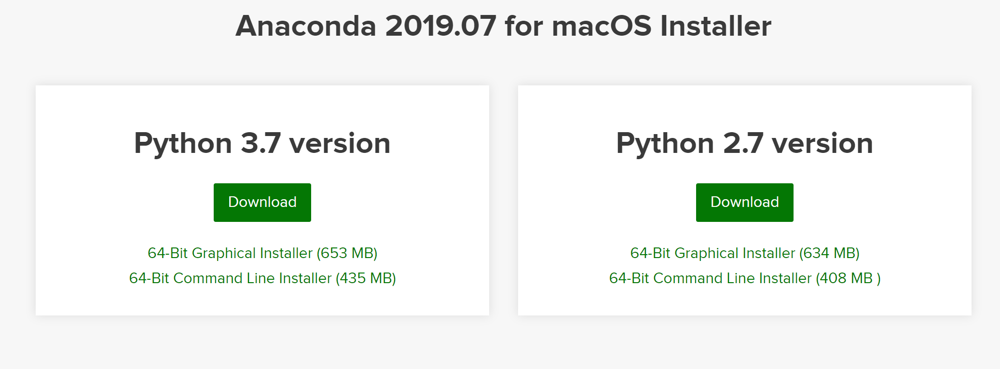 Anaconda 2019.07 for macOS Installer
Python 3.7 version
Download
64-Bit Graphical Installer (653 MB)
64-Bit Command Line Installer (435 MB)
Python 2.7 version
Download
64-Bit Graphical Installer (634 MB)
64-Bit Command Line Installer (408 MB )